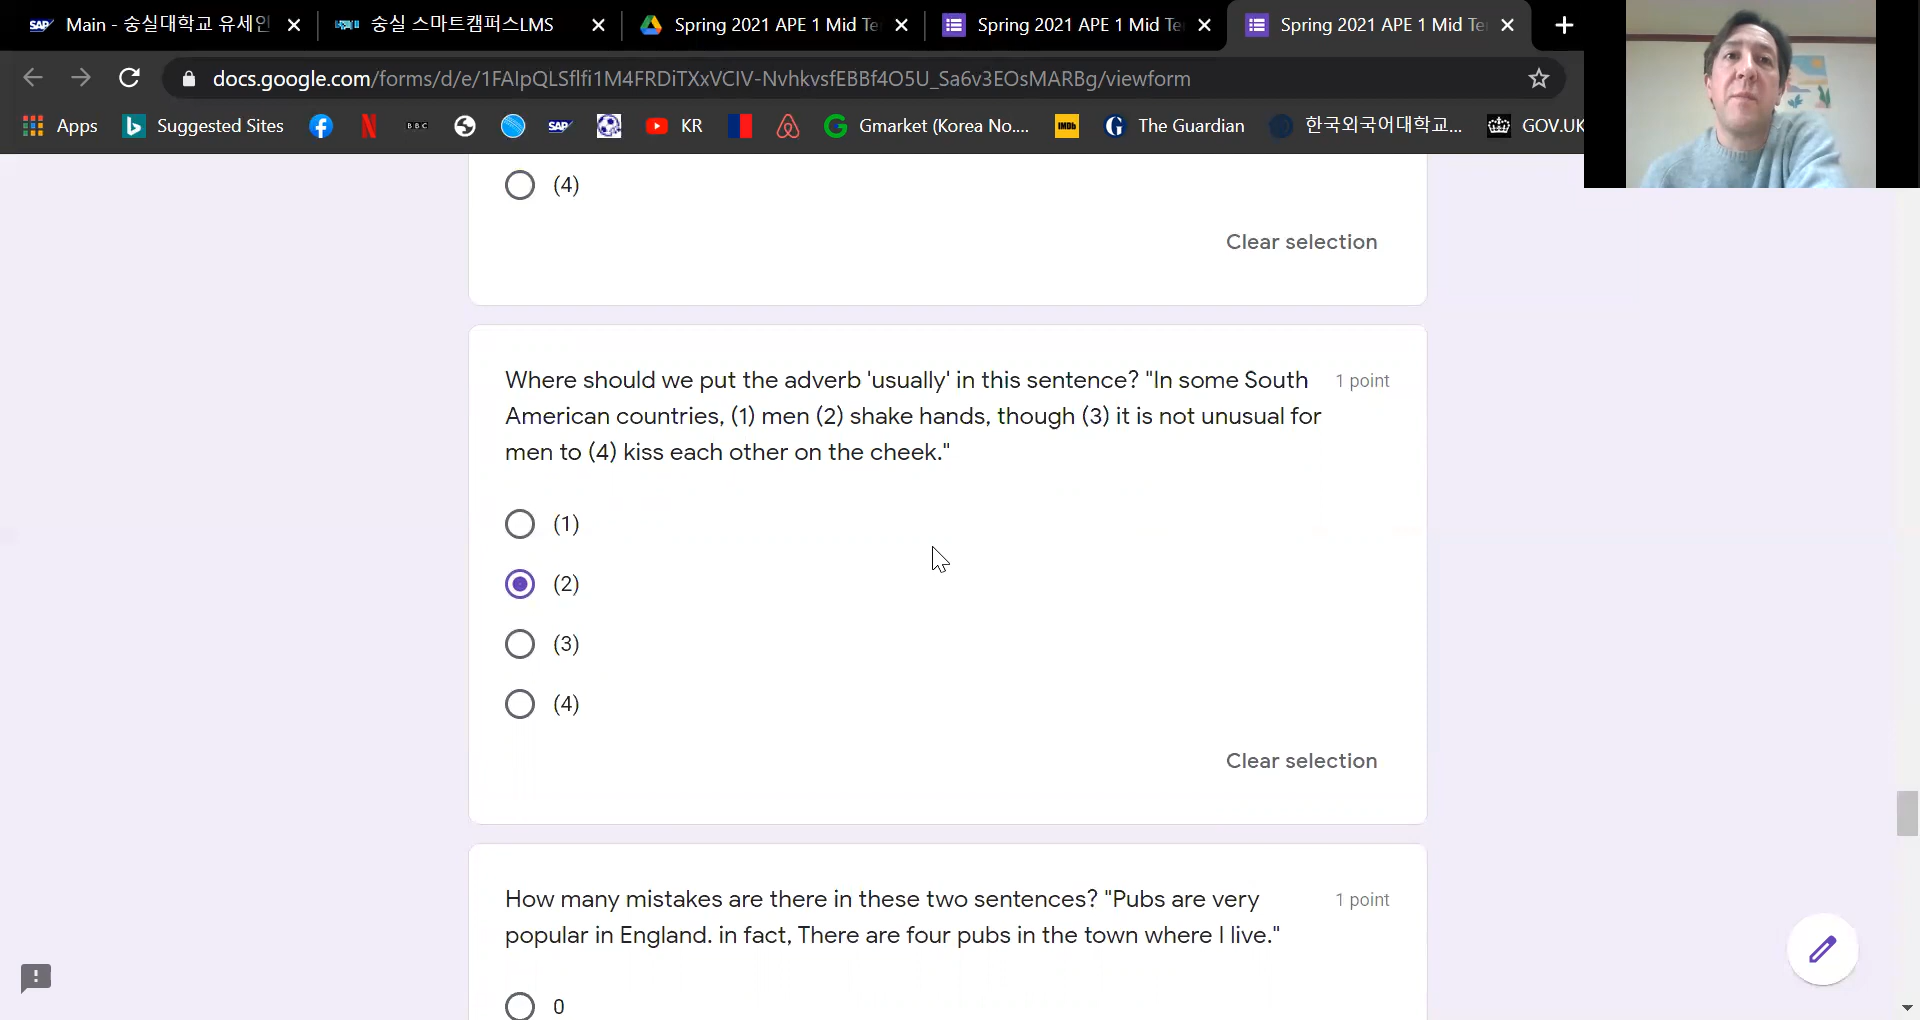 SAP Main - 숭실대학교 유세인
숭실 스마트캠퍼스LMS
Spring 2021 APE 1 Mid Te
Spring 2021 APE 1 Mid Te
Spring 2021 APE 1 Mid Te
docs.google.com/forms/d/e/1FAIpQLSflfi1M4FRDiTXxVCIV-NvhkvsfEBBf4O5U_Sa6v3EOsMARBg/viewform
Apps Suggested Sites BBC SAP KR Gmarket (Korea No.... IMDb The Guardian 한국외국어대학교... GOV.UK
(4)
Clear selection
Where should we put the adverb 'usually' in this sentence? "In some South 1 point
American countries, (1) men (2) shake hands, though (3) it is not unusual for
men to (4) kiss each other on the cheek."
(1)
(2)
(3)
(4)
Clear selection
How many mistakes are there in these two sentences? "Pubs are very 1 point
popular in England. in fact, There are four pubs in the town where I live."
0